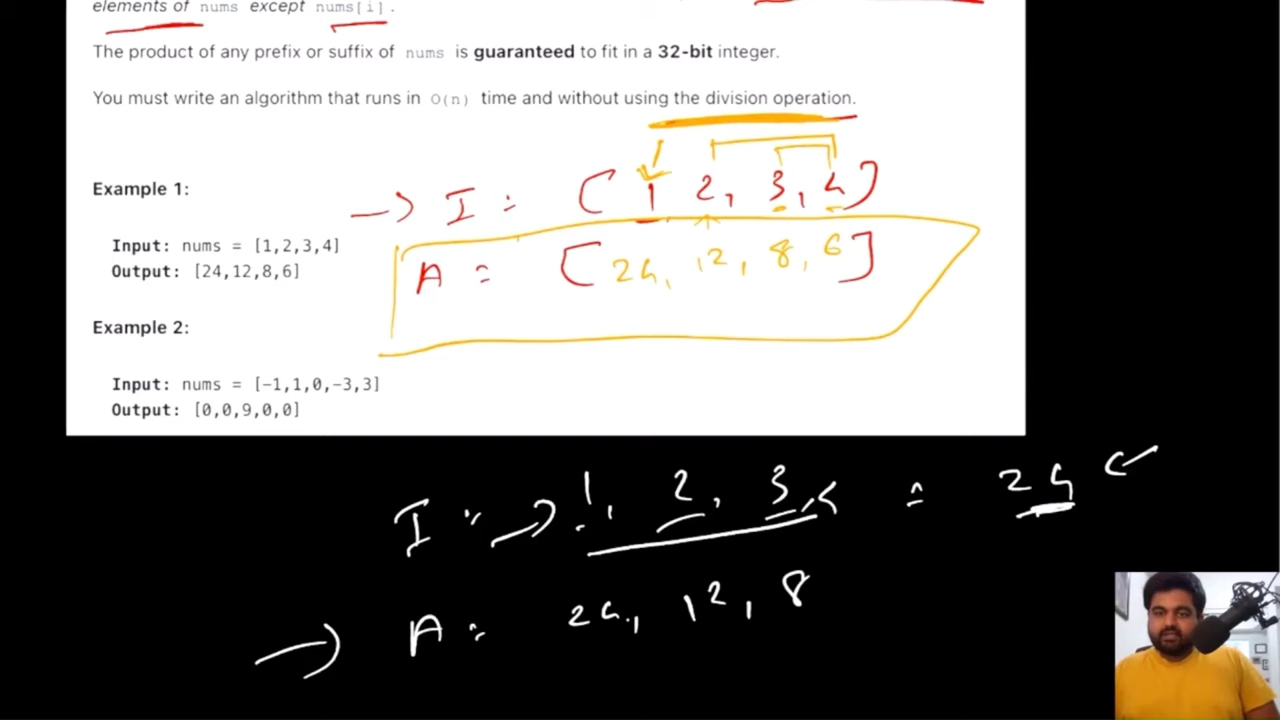 elements of nums except nums[i].
The product of any prefix or suffix of nums is guaranteed to fit in a 32-bit integer.
You must write an algorithm that runs in O(n) time and without using the division operation.
Example 1:
I = [1 2, 3, 4]
Input: nums = [1,2,3,4]
Output: [24,12,8,6]
A = [24, 12, 8, 6]
Example 2:
Input: nums = [-1,1,0,-3,3]
Output: [0,0,9,0,0]
I : 1, 2, 3, 4 = 24
A : 24, 12, 8